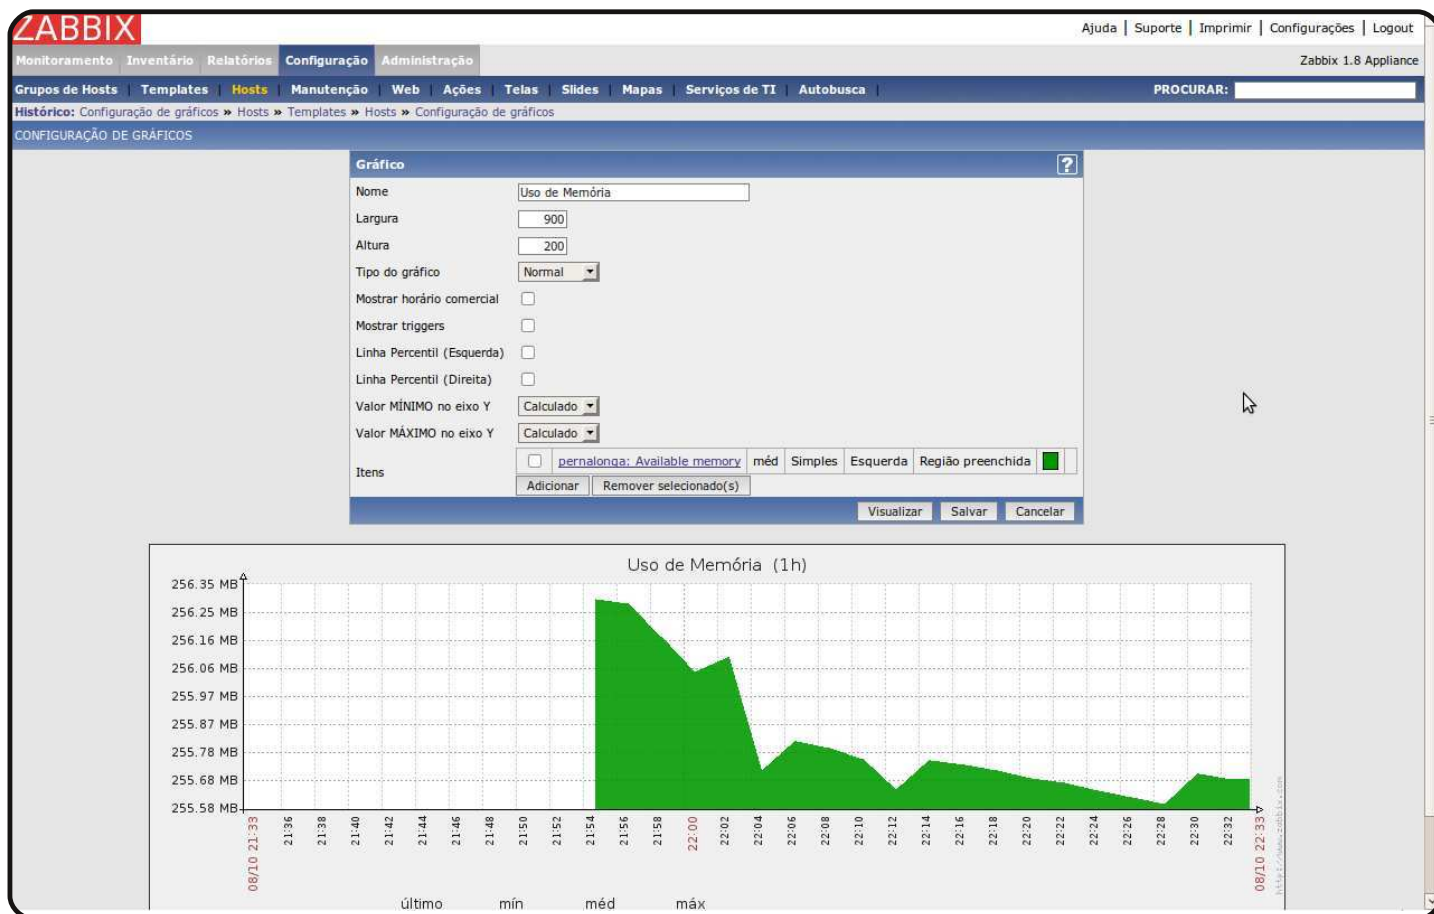 ZABBIX
Ajuda | Suporte | Imprimir | Configurações | Logout
Monitoramento Inventário Relatórios Configuração Administração
Zabbix 1.8 Appliance
Grupos de Hosts | Templates | Hosts | Manutenção | Web | Ações | Telas | Slides | Mapas | Serviços de TI | Autobusca |
PROCURAR:
Histórico: Configuração de gráficos » Hosts » Templates » Hosts » Configuração de gráficos
CONFIGURAÇÃO DE GRÁFICOS
Gráfico ?
Nome Uso de Memória
Largura 900
Altura 200
Tipo do gráfico Normal
Mostrar horário comercial
Mostrar triggers
Linha Percentil (Esquerda)
Linha Percentil (Direita)
Valor MÍNIMO no eixo Y Calculado
Valor MÁXIMO no eixo Y Calculado
Itens pernalonga: Available memory méd Simples Esquerda Região preenchida
Adicionar Remover selecionado(s)
Visualizar Salvar Cancelar
Uso de Memória (1h)
256.35 MB
256.25 MB
256.16 MB
256.06 MB
255.97 MB
255.87 MB
255.78 MB
255.68 MB
255.58 MB
08/10 21:33
21:36
21:38
21:40
21:42
21:44
21:46
21:48
21:50
21:52
21:54
21:56
21:58
22:00
22:02
22:04
22:06
22:08
22:10
22:12
22:14
22:16
22:18
22:20
22:22
22:24
22:26
22:28
22:30
22:32
08/10 22:33
http://www.zabbix.com
último mín méd máx